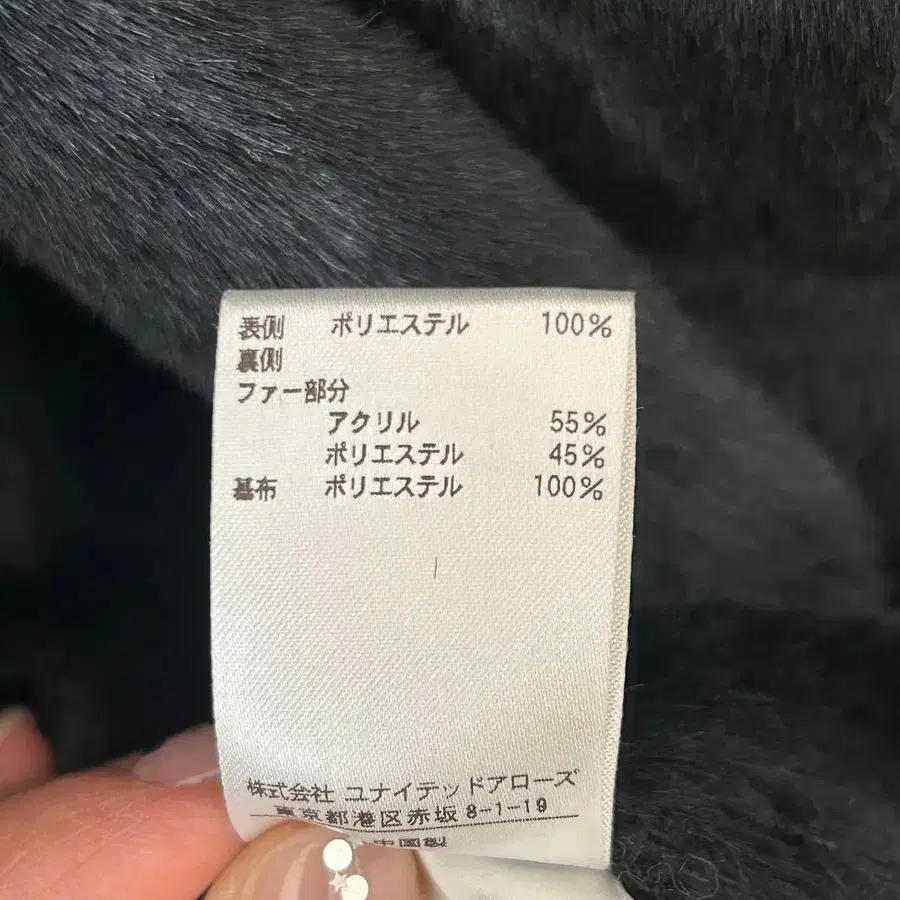 表側 ポリエステル 100%
裏側
ファー部分
アクリル 55%
ポリエステル 45%
基布 ポリエステル 100%
株式会社 ユナイテッドアローズ
東京都港区赤坂 8-1-19
中国製